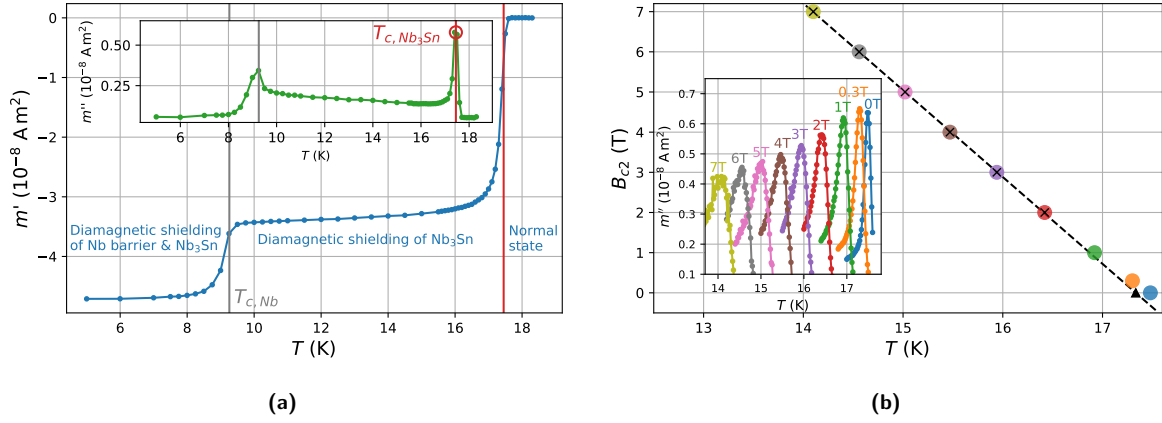 0
−1
−2
−3
−4
m′ (10⁻⁸ A m²)
6
8
10
12
14
16
18
T (K)
0.50
0.25
m′′ (10⁻⁸ A m²)
6
8
10
12
14
16
18
T (K)
T_{c, Nb₃Sn}
Diamagnetic shielding
of Nb barrier & Nb₃Sn
Diamagnetic shielding of Nb₃Sn
Normal
state
T_{c, Nb}
(a)
7
6
5
4
3
2
1
0
B_{c2} (T)
13
14
15
16
17
T (K)
0.7
0.6
0.5
0.4
0.3
0.2
0.1
m′′ (10⁻⁸ A m²)
14
15
16
17
T (K)
7T
6T
5T
4T
3T
2T
1T
0.3T
0T
(b)